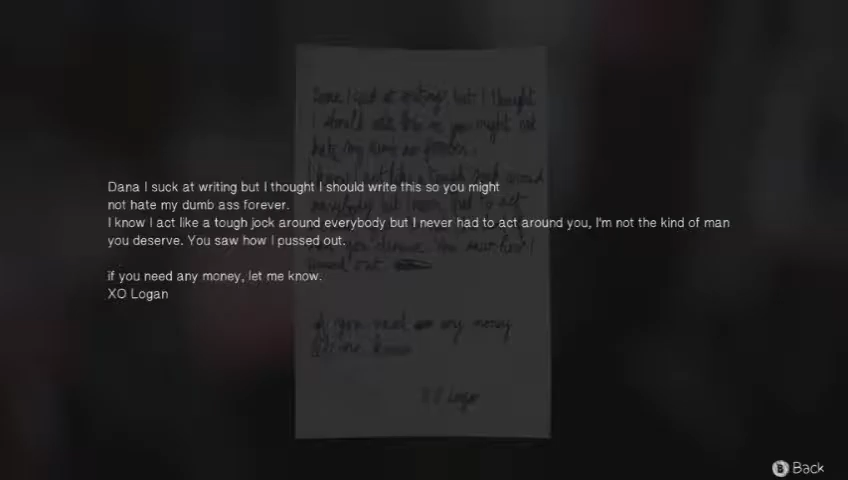 Dana I suck at writing but I thought I should write this so you might
not hate my dumb ass forever.
I know I act like a tough jock around everybody but I never had to act around you, I'm not the kind of man
you deserve. You saw how I pussed out.
if you need any money, let me know.
XO Logan
B Back